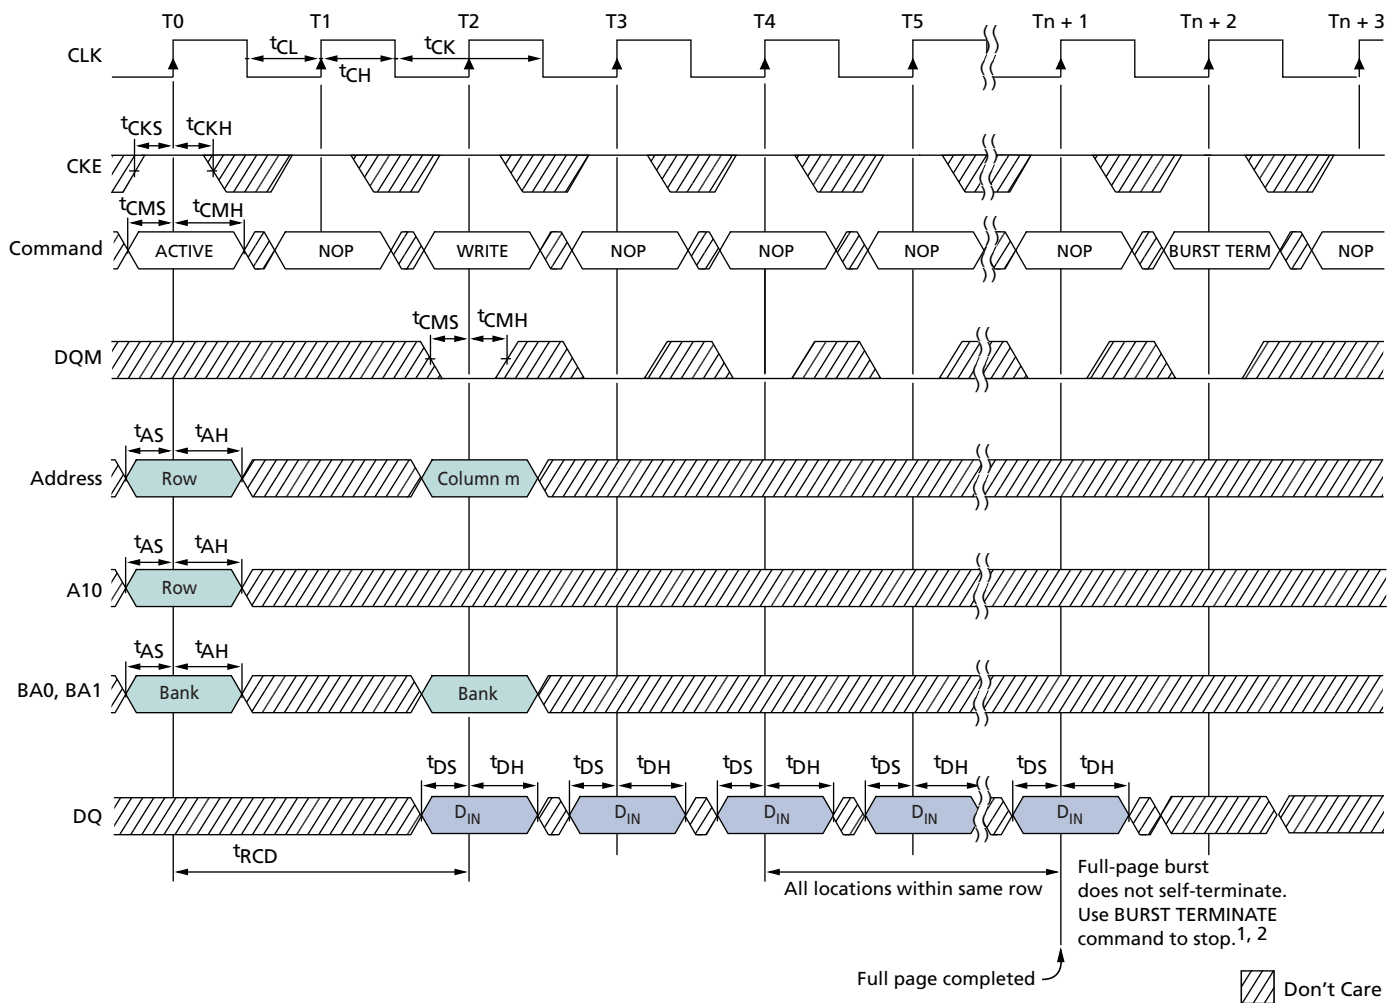 T0 T1 T2 T3 T4 T5 Tn + 1 Tn + 2 Tn + 3
CLK tCL tCH tCK
tCKS tCKH
CKE
tCMS tCMH
Command ACTIVE NOP WRITE NOP NOP NOP NOP BURST TERM NOP
tCMS tCMH
DQM
tAS tAH
Address Row Column m
tAS tAH
A10 Row
tAS tAH
BA0, BA1 Bank Bank
tDS tDH tDS tDH tDS tDH tDS tDH tDS tDH
DQ DIN DIN DIN DIN DIN
tRCD
All locations within same row
Full-page burst
does not self-terminate.
Use BURST TERMINATE
command to stop.1, 2
Full page completed
Don't Care